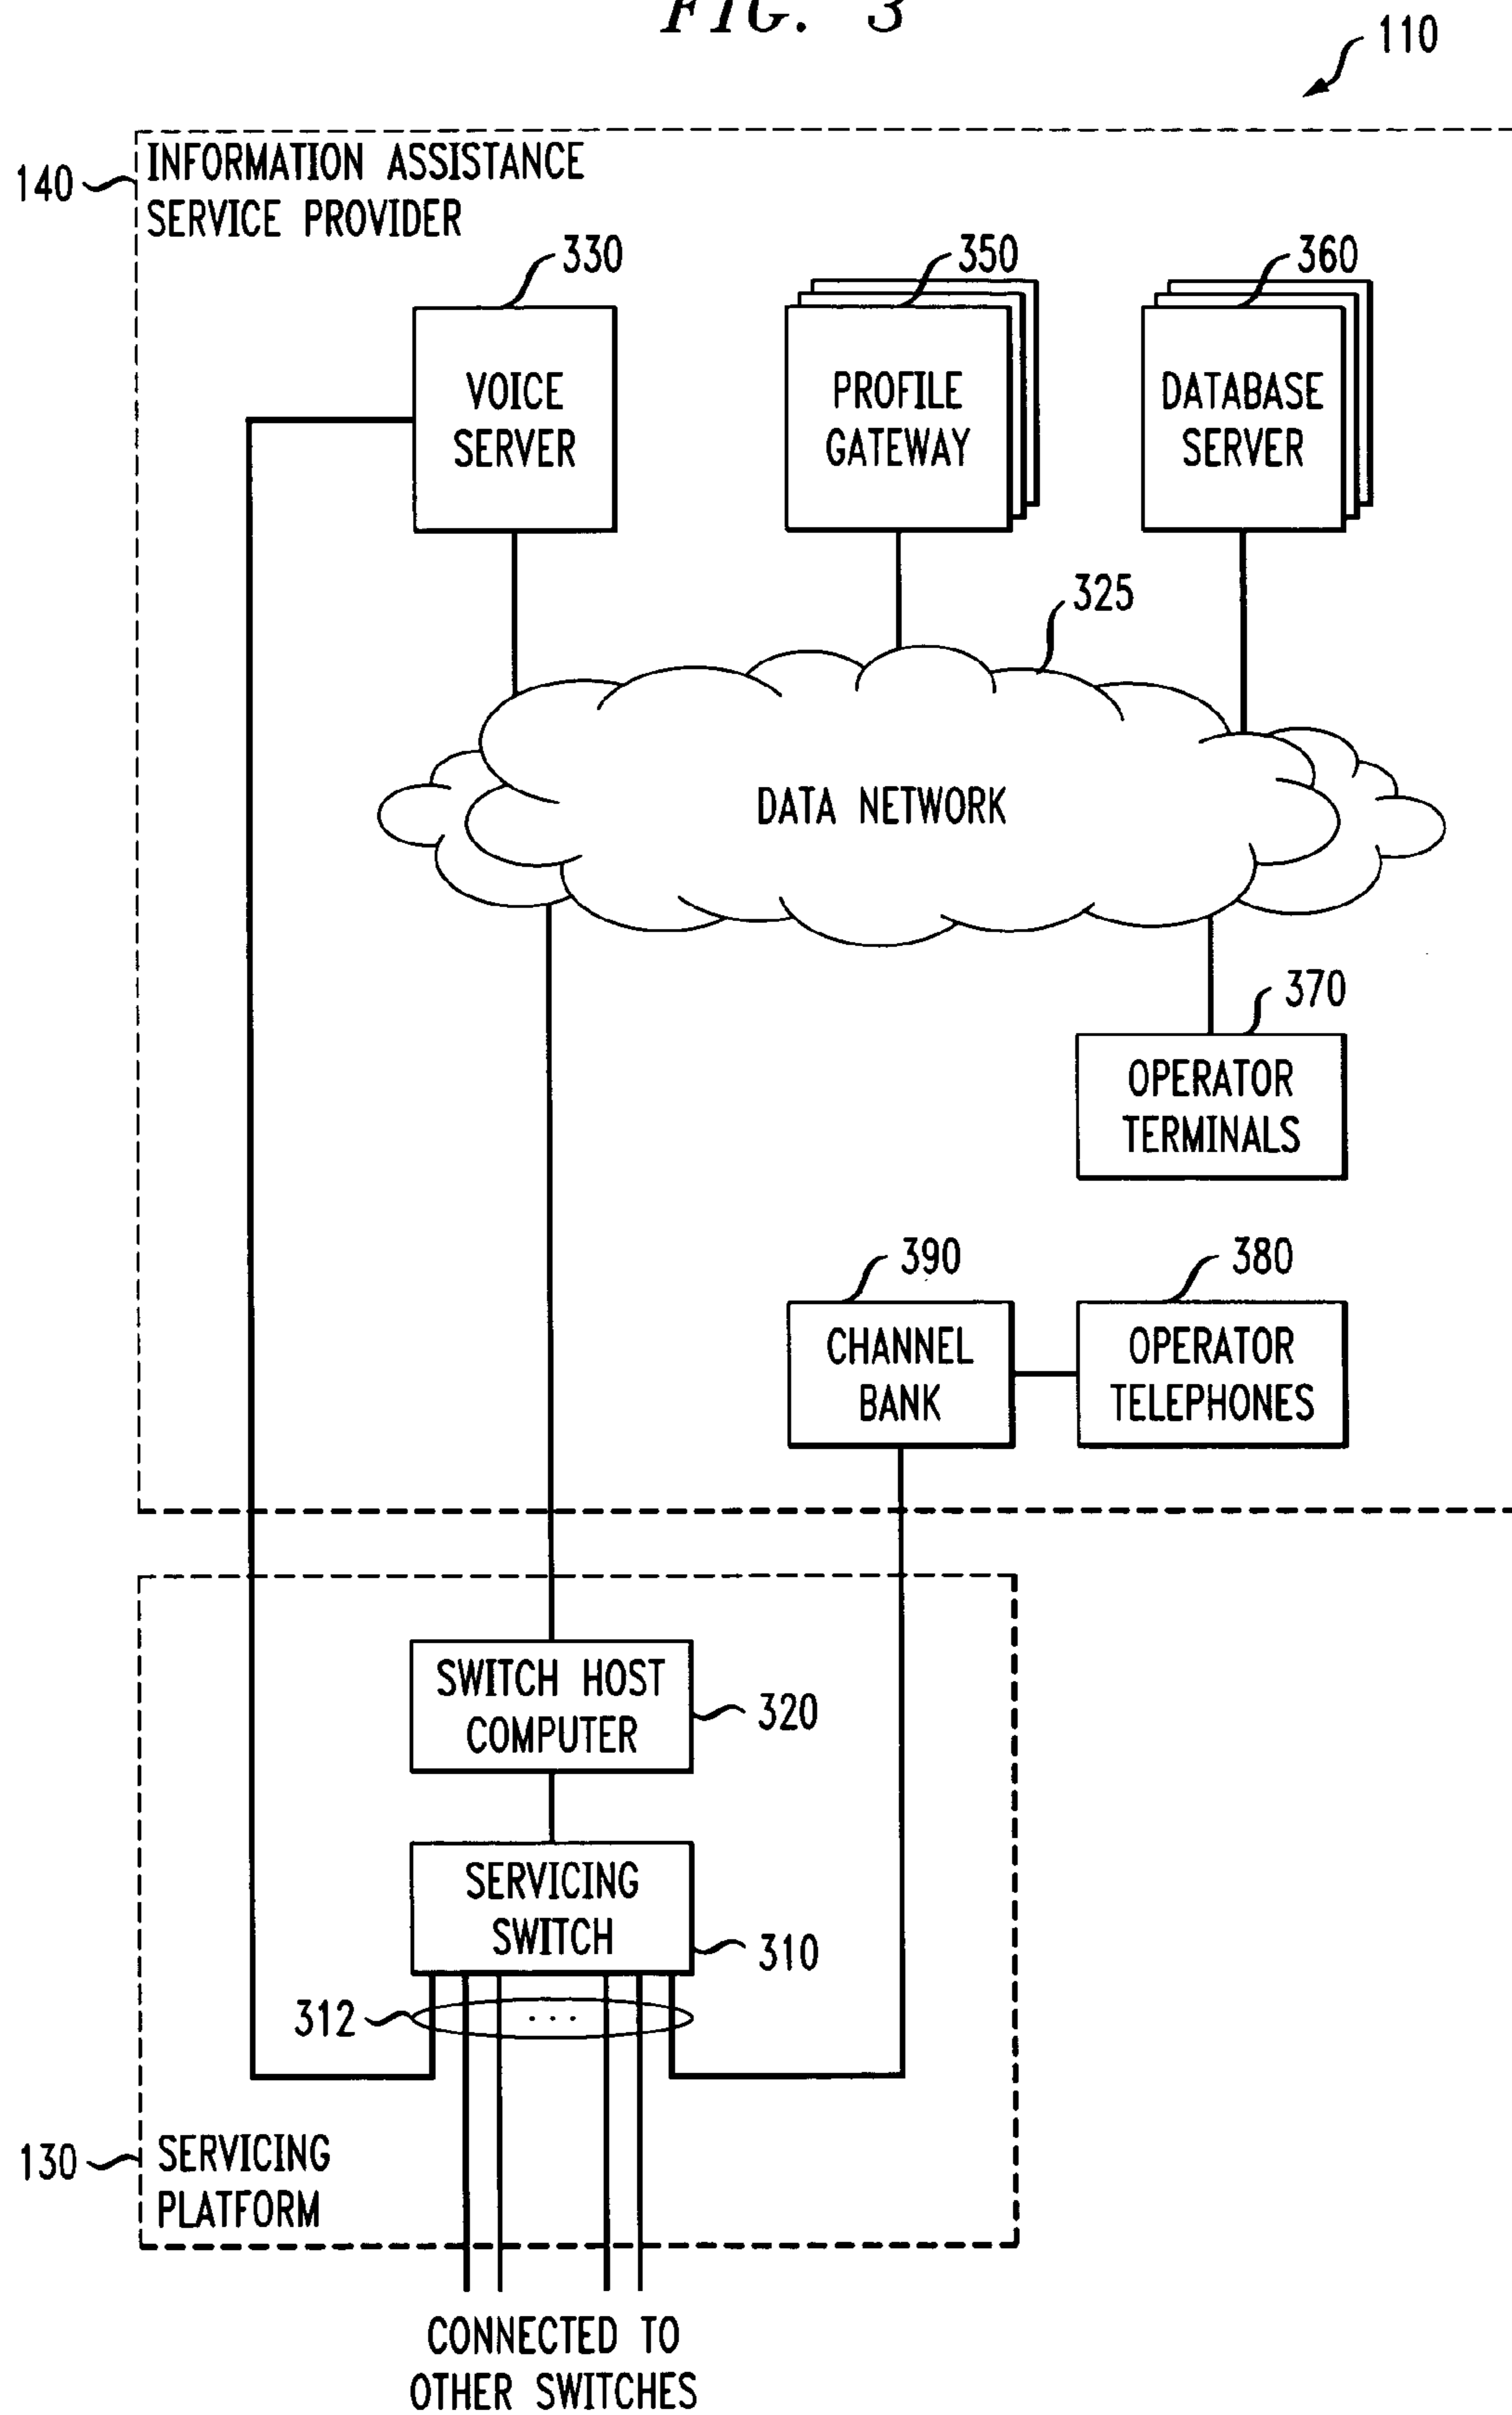 FIG. 3
110
140
INFORMATION ASSISTANCE
SERVICE PROVIDER
330
350
360
VOICE
SERVER
PROFILE
GATEWAY
DATABASE
SERVER
325
DATA NETWORK
370
OPERATOR
TERMINALS
390
380
CHANNEL
BANK
OPERATOR
TELEPHONES
SWITCH HOST
COMPUTER
320
SERVICING
SWITCH
310
312
...
130
SERVICING
PLATFORM
CONNECTED TO
OTHER SWITCHES